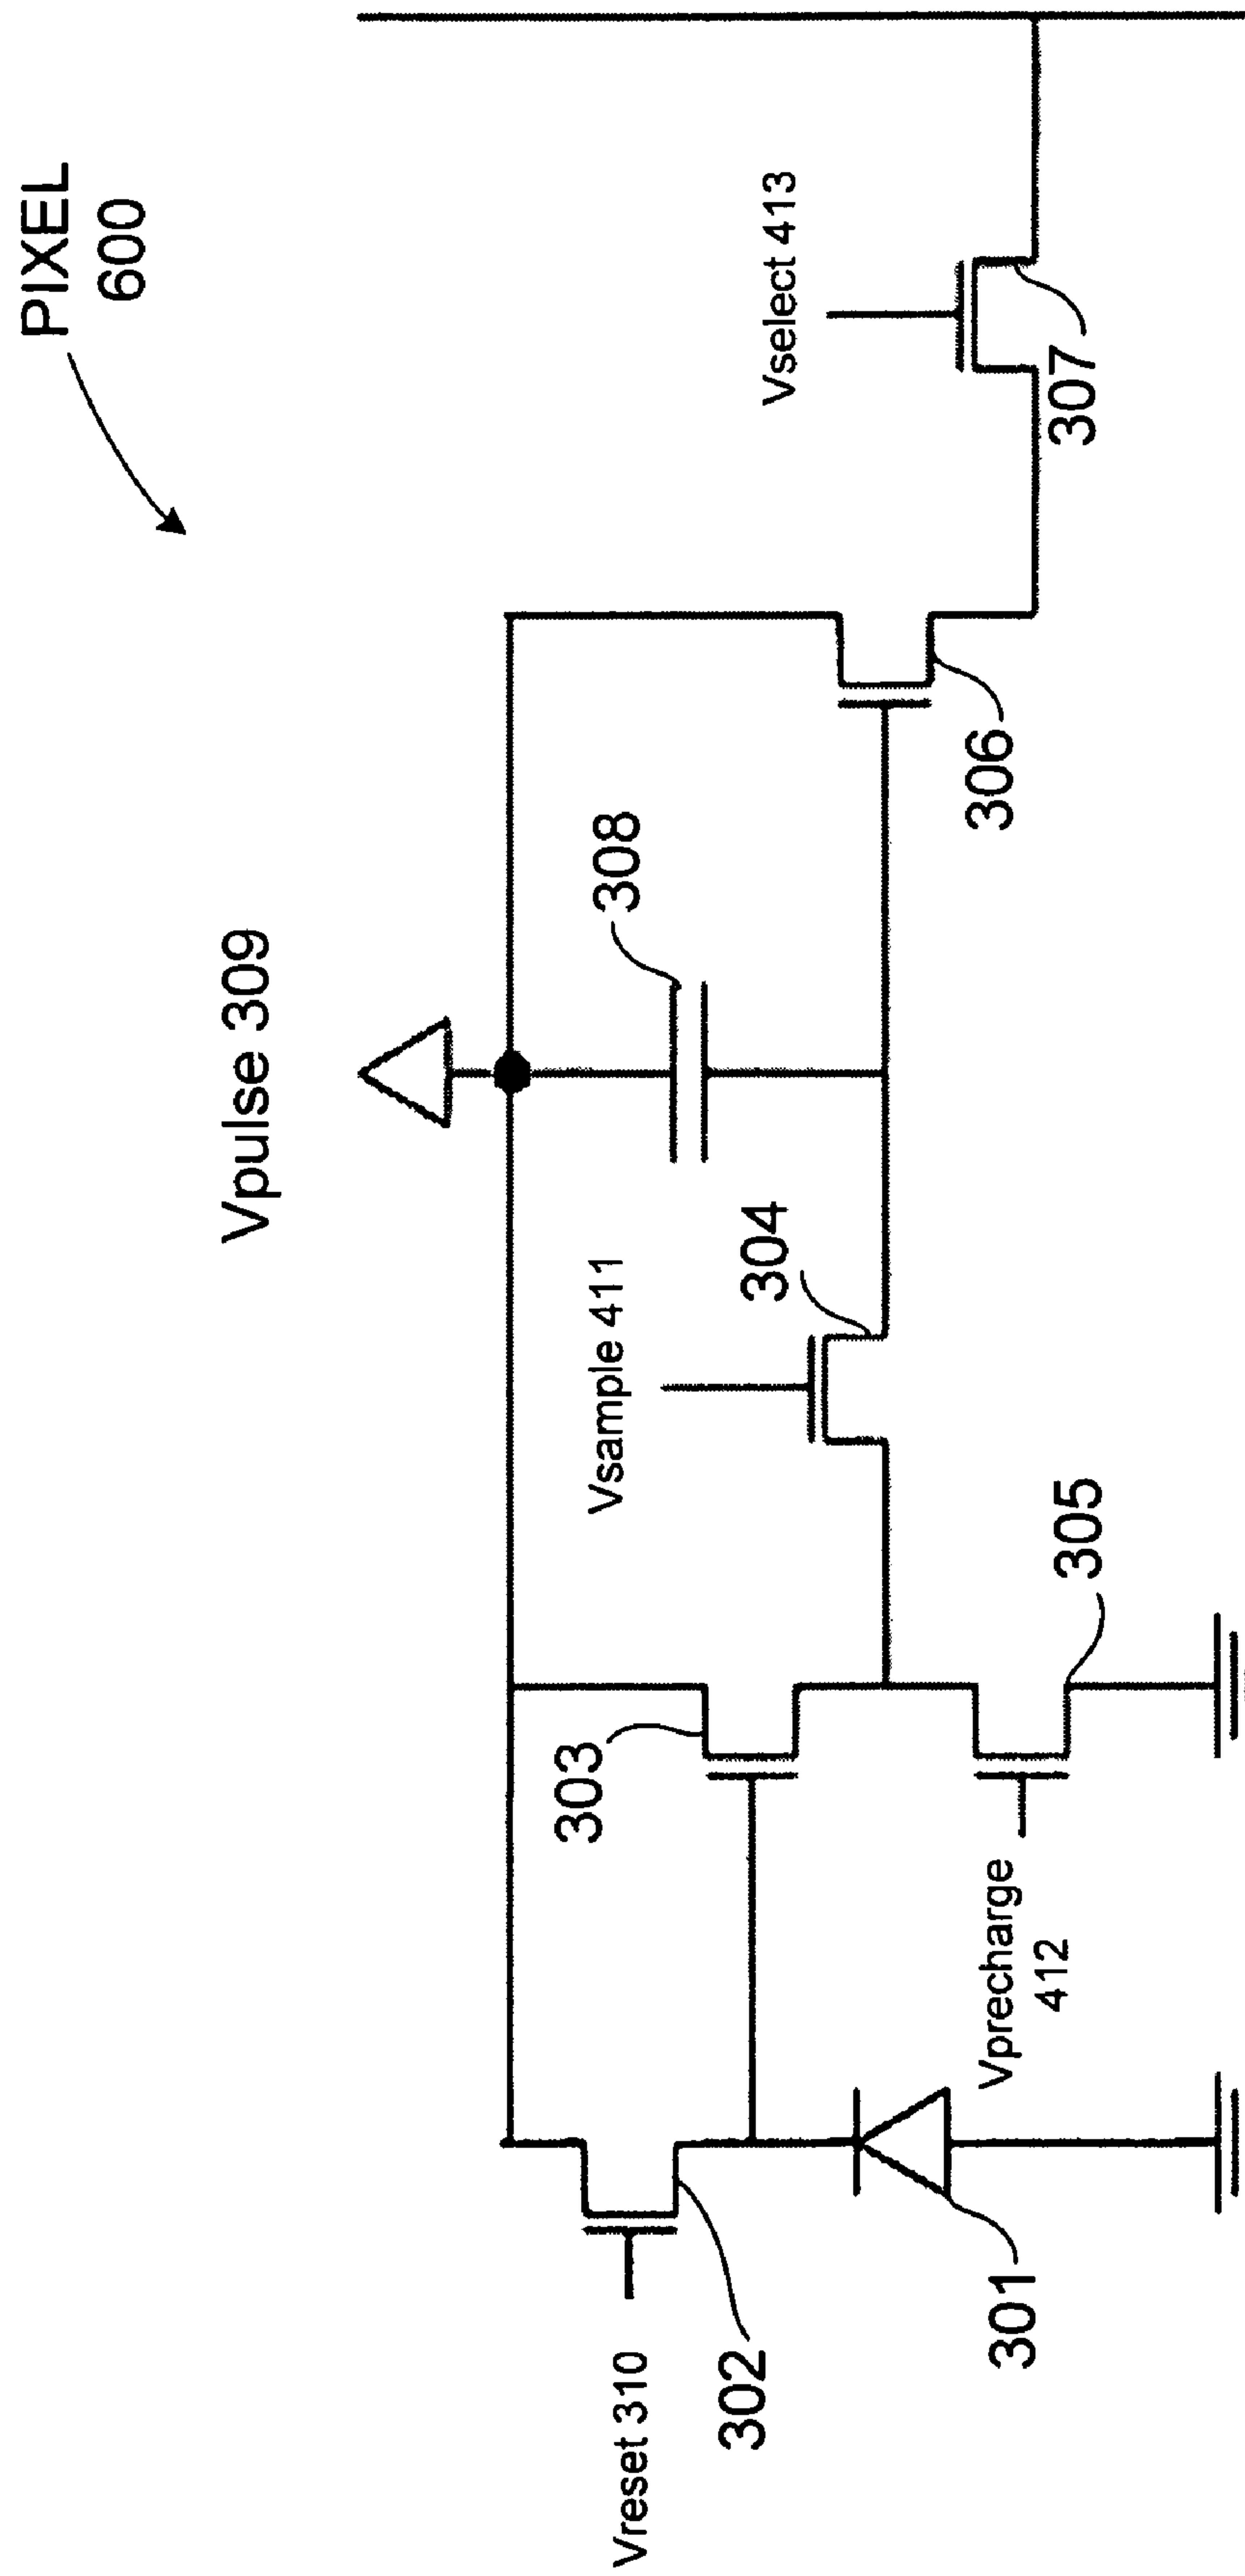 PIXEL
600
Vpulse 309
Vselect 413
308
Vsample 411
304
307
306
303
305
Vreset 310
302
Vprecharge
412
301